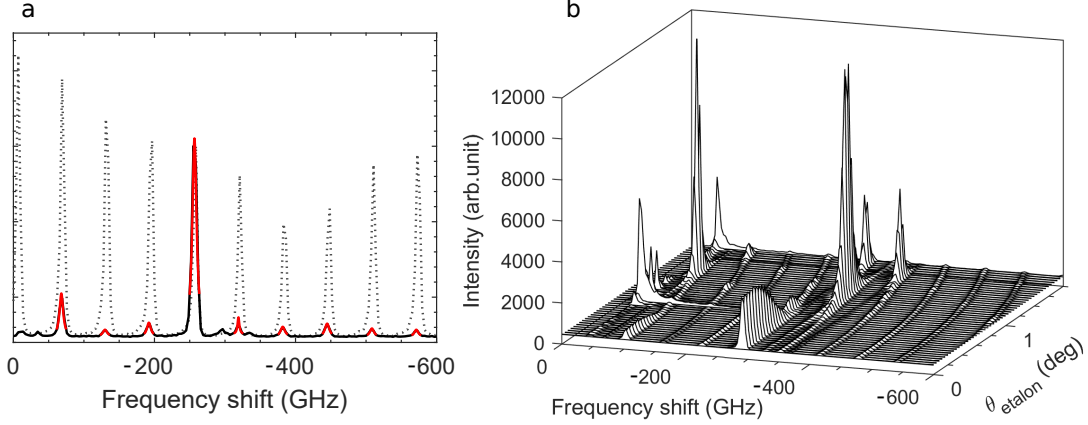 a
0
-200
-400
-600
Frequency shift (GHz)
b
12000
10000
8000
6000
4000
2000
0
Intensity (arb.unit)
0
-200
-400
-600
Frequency shift (GHz)
0
1
θ etalon (deg)